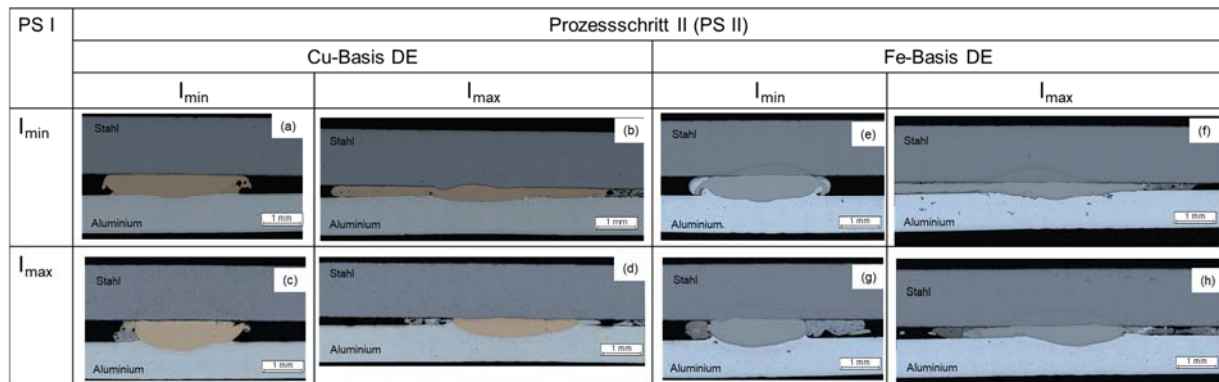 PS I
Prozessschritt II (PS II)
Cu-Basis DE
Fe-Basis DE
Imin
Imax
Imin
Imax
Imin
Stahl
(a)
Aluminium
1 mm
Stahl
(b)
Aluminium
1 mm
Stahl
(e)
Aluminium.
1 mm
Stahl
(f)
Aluminium
1 mm
Imax
Stahl
(c)
Aluminium
1 mm
Stahl
(d)
Aluminium
1 mm
Stahl
(g)
Aluminium
1 mm
Stahl
(h)
Aluminium
1 mm